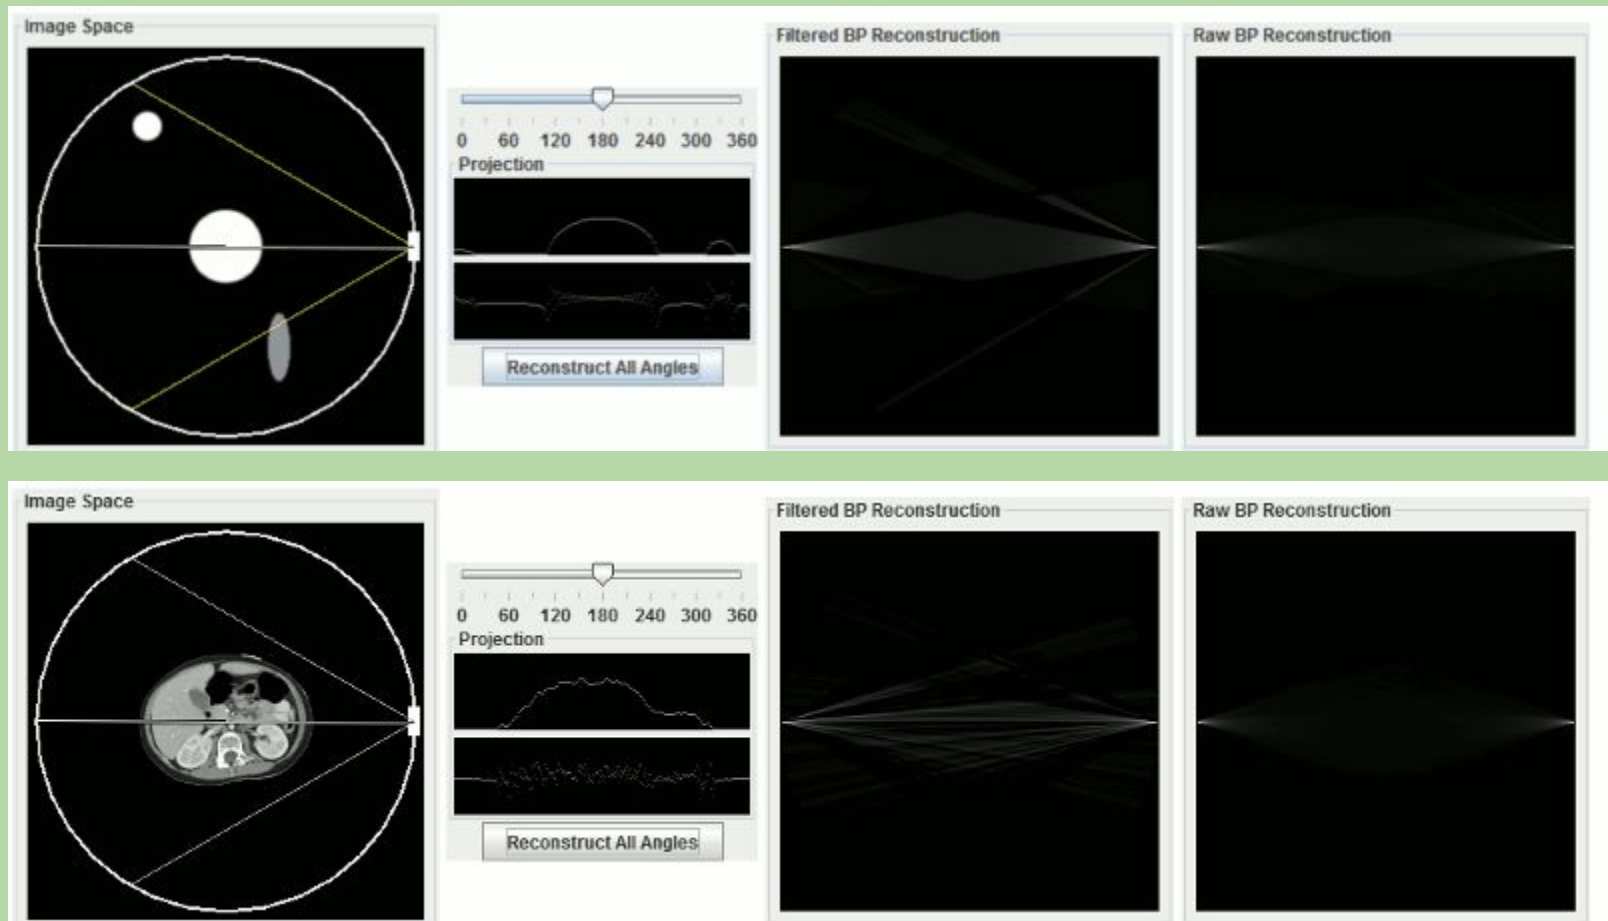 Image Space
0 60 120 180 240 300 360
Projection
Reconstruct All Angles
Filtered BP Reconstruction
Raw BP Reconstruction
Image Space
0 60 120 180 240 300 360
Projection
Reconstruct All Angles
Filtered BP Reconstruction
Raw BP Reconstruction